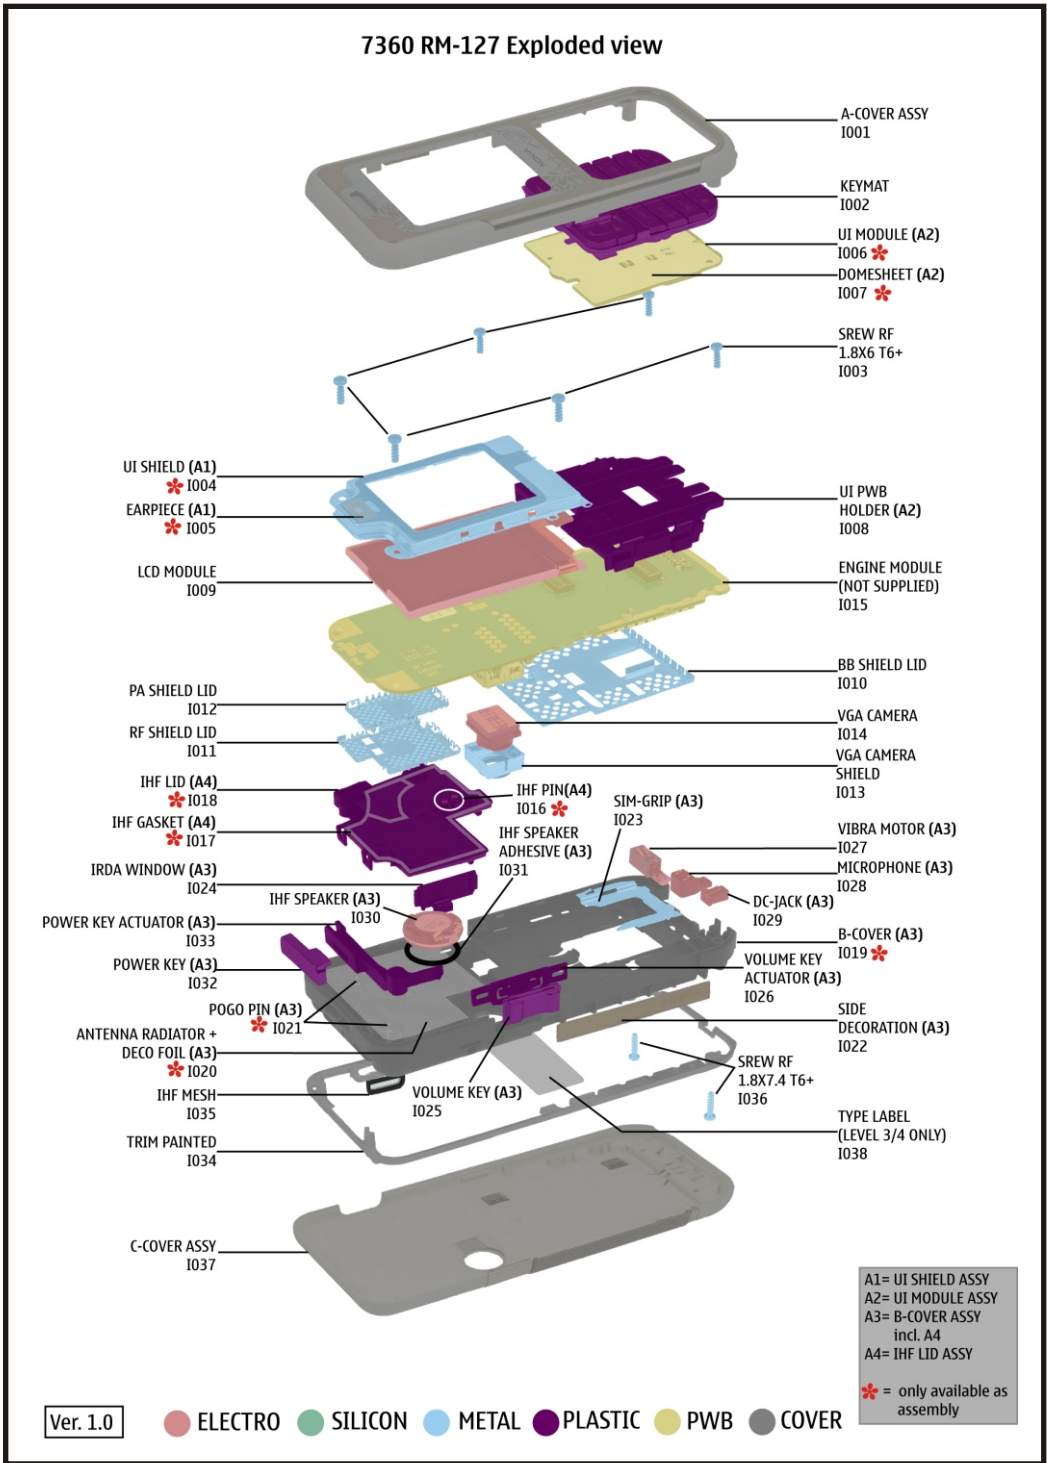 7360 RM-127 Exploded view
A-COVER ASSY
I001
KEYMAT
I002
UI MODULE (A2)
I006 *
DOMESHEET (A2)
I007 *
SREW RF
1.8X6 T6+
I003
UI SHIELD (A1)
* I004
EARPIECE (A1)
* I005
UI PWB
HOLDER (A2)
I008
LCD MODULE
I009
ENGINE MODULE
(NOT SUPPLIED)
I015
BB SHIELD LID
I010
PA SHIELD LID
I012
RF SHIELD LID
I011
VGA CAMERA
I014
VGA CAMERA
SHIELD
I013
IHF LID (A4)
* I018
IHF GASKET (A4)
* I017
IHF PIN(A4)
I016 *
SIM-GRIP (A3)
I023
IHF SPEAKER
ADHESIVE (A3)
I031
VIBRA MOTOR (A3)
I027
MICROPHONE (A3)
I028
DC-JACK (A3)
I029
IRDA WINDOW (A3)
I024
IHF SPEAKER (A3)
I030
POWER KEY ACTUATOR (A3)
I033
POWER KEY (A3)
I032
B-COVER (A3)
I019 *
VOLUME KEY
ACTUATOR (A3)
I026
POGO PIN (A3)
* I021
ANTENNA RADIATOR +
DECO FOIL (A3)
* I020
SIDE
DECORATION (A3)
I022
IHF MESH
I035
VOLUME KEY (A3)
I025
SREW RF
1.8X7.4 T6+
I036
TRIM PAINTED
I034
TYPE LABEL
(LEVEL 3/4 ONLY)
I038
C-COVER ASSY
I037
A1= UI SHIELD ASSY
A2= UI MODULE ASSY
A3= B-COVER ASSY
incl. A4
A4= IHF LID ASSY
* = only available as
assembly
Ver. 1.0
ELECTRO
SILICON
METAL
PLASTIC
PWB
COVER